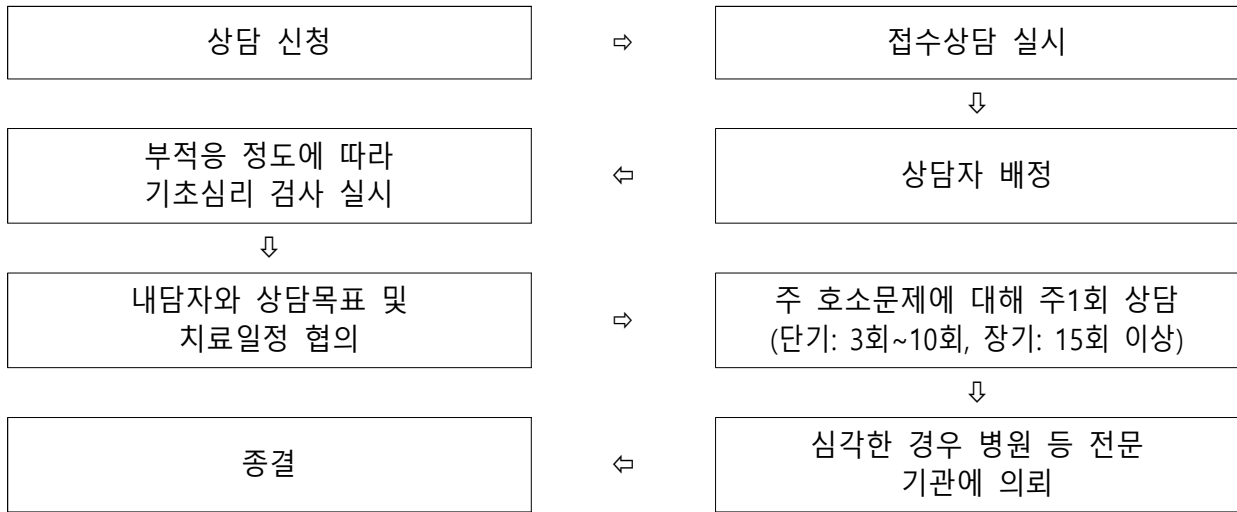 상담 신청
⇨
접수상담 실시
⇩
부적응 정도에 따라
기초심리 검사 실시
⇦
상담자 배정
⇩
내담자와 상담목표 및
치료일정 협의
⇨
주 호소문제에 대해 주1회 상담
(단기: 3회~10회, 장기: 15회 이상)
⇩
종결
⇦
심각한 경우 병원 등 전문
기관에 의뢰